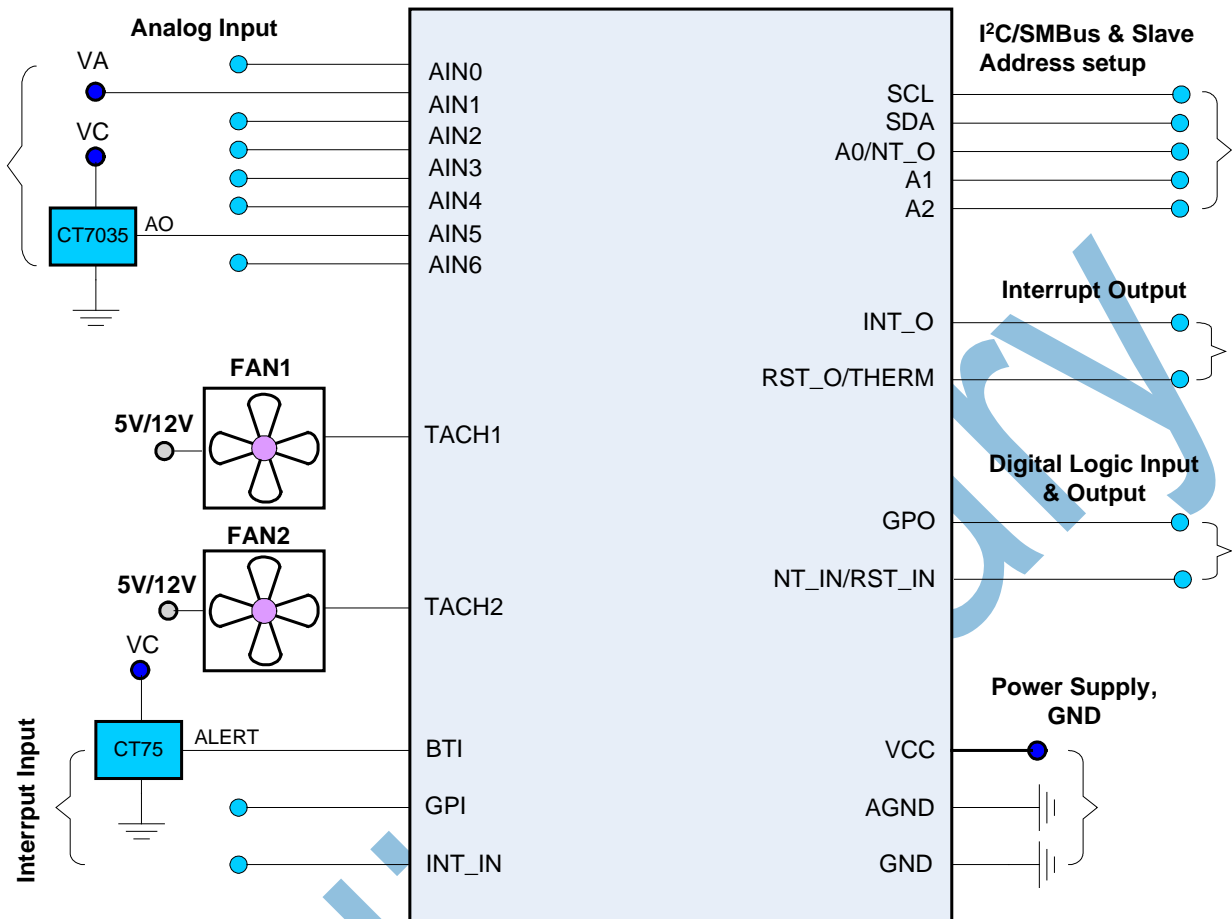 Analog Input
VA
VC
CT7035
AO
AIN0
AIN1
AIN2
AIN3
AIN4
AIN5
AIN6
FAN1
5V/12V
TACH1
FAN2
5V/12V
TACH2
VC
CT75
ALERT
BTI
GPI
INT_IN
Interrput Input
I²C/SMBus & Slave
Address setup
SCL
SDA
A0/NT_O
A1
A2
Interrupt Output
INT_O
RST_O/THERM
Digital Logic Input
& Output
GPO
NT_IN/RST_IN
Power Supply,
GND
VCC
AGND
GND